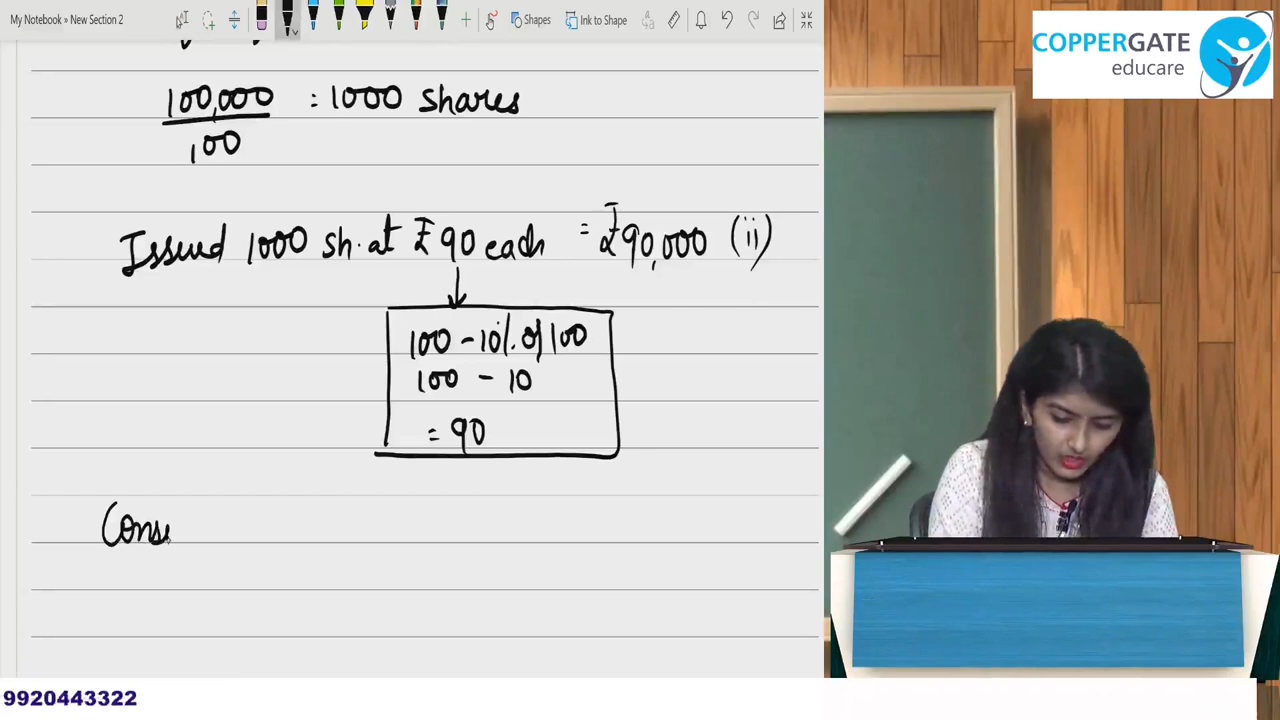 My Notebook » New Section 2
Shapes
Ink to Shape
COPPERGATE
educare
100,000 = 1000 shares
100
Issued 1000 sh. at ₹90 each = ₹90,000 (ii)
100 - 10% of 100
100 - 10
= 90
Cons
9920443322